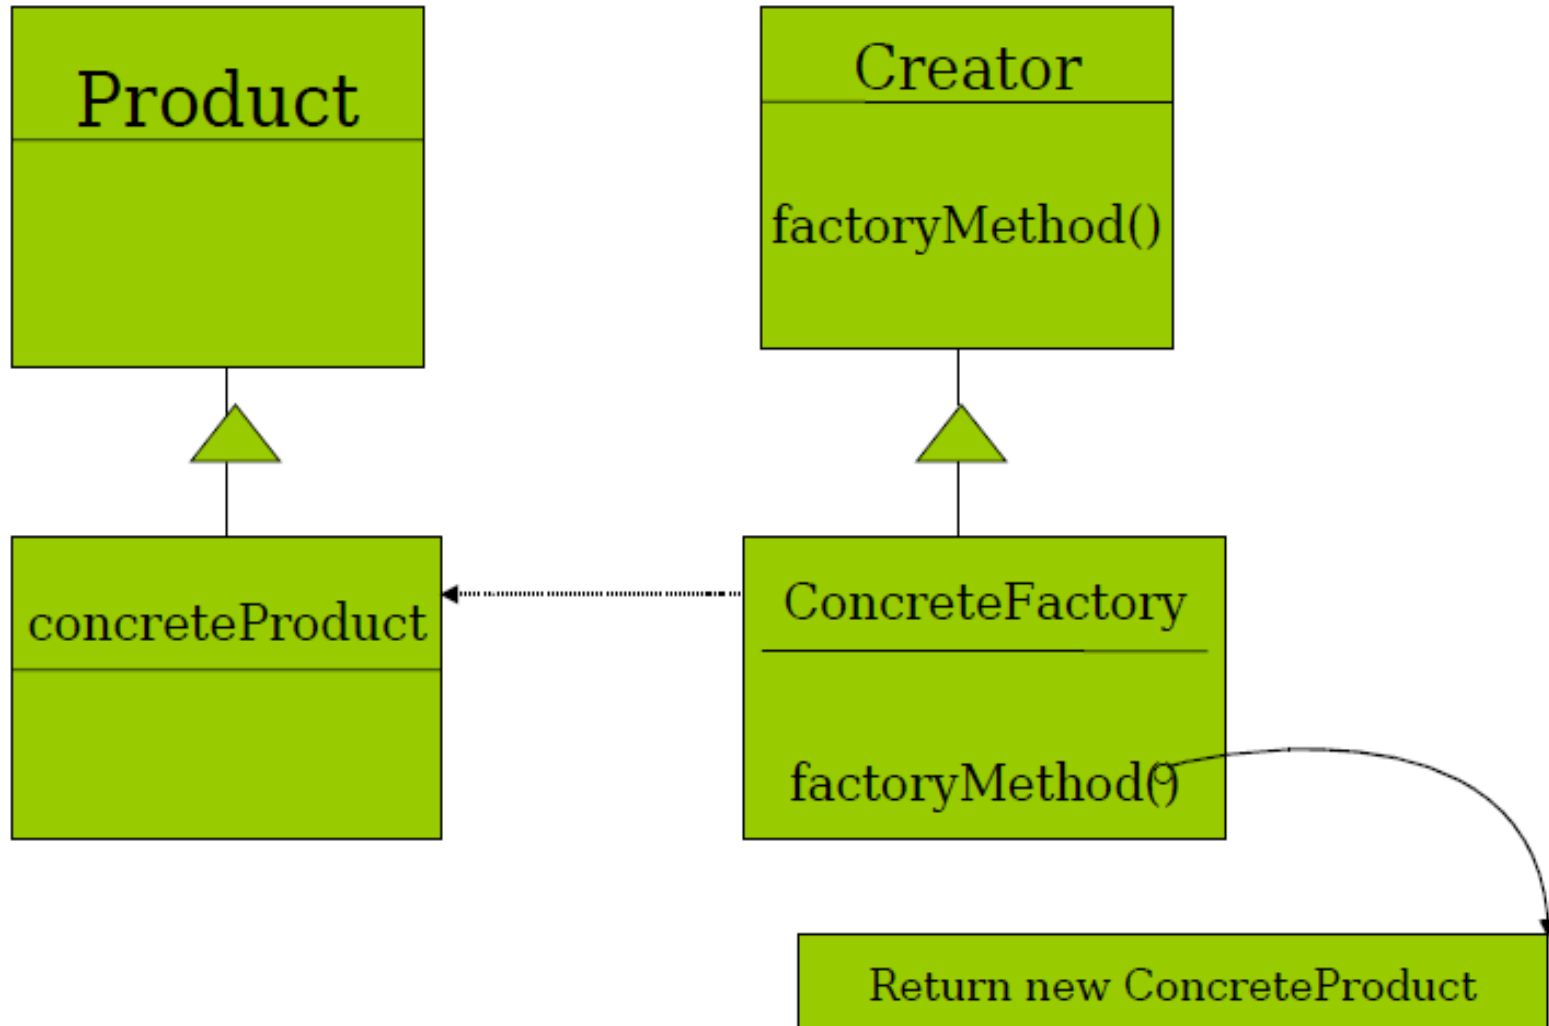 Product
Creator
factoryMethod()
concreteProduct
ConcreteFactory
factoryMethod()
Return new ConcreteProduct